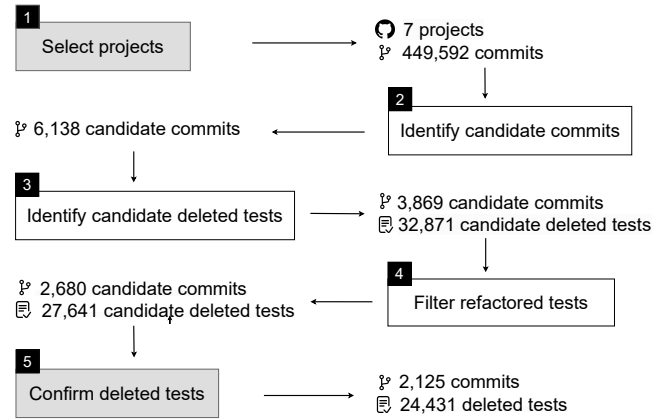 1
Select projects
7 projects
449,592 commits
2
Identify candidate commits
6,138 candidate commits
3
Identify candidate deleted tests
3,869 candidate commits
32,871 candidate deleted tests
4
Filter refactored tests
2,680 candidate commits
27,641 candidate deleted tests
5
Confirm deleted tests
2,125 commits
24,431 deleted tests